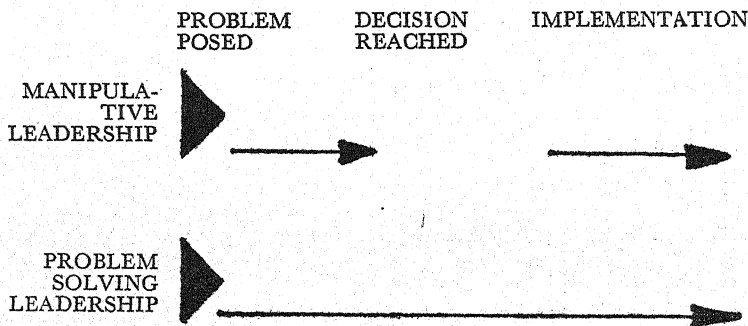 PROBLEM POSED
DECISION REACHED
IMPLEMENTATION
MANIPULA-
TIVE
LEADERSHIP
PROBLEM
SOLVING
LEADERSHIP